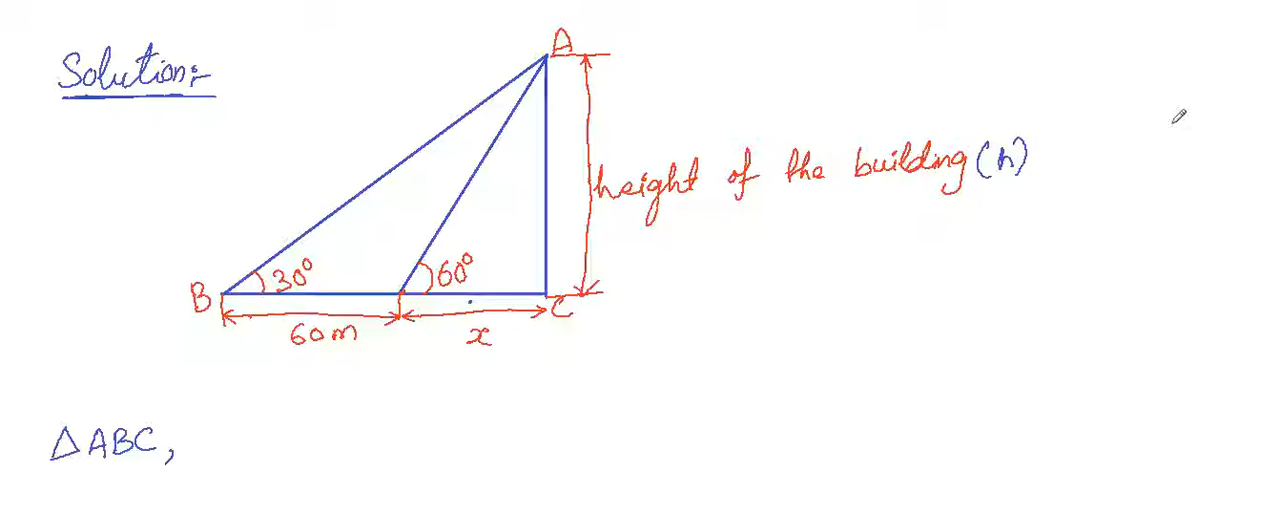 Solution:-
A
height of the building (h)
30°
60°
B
C
60m
x
△ABC,